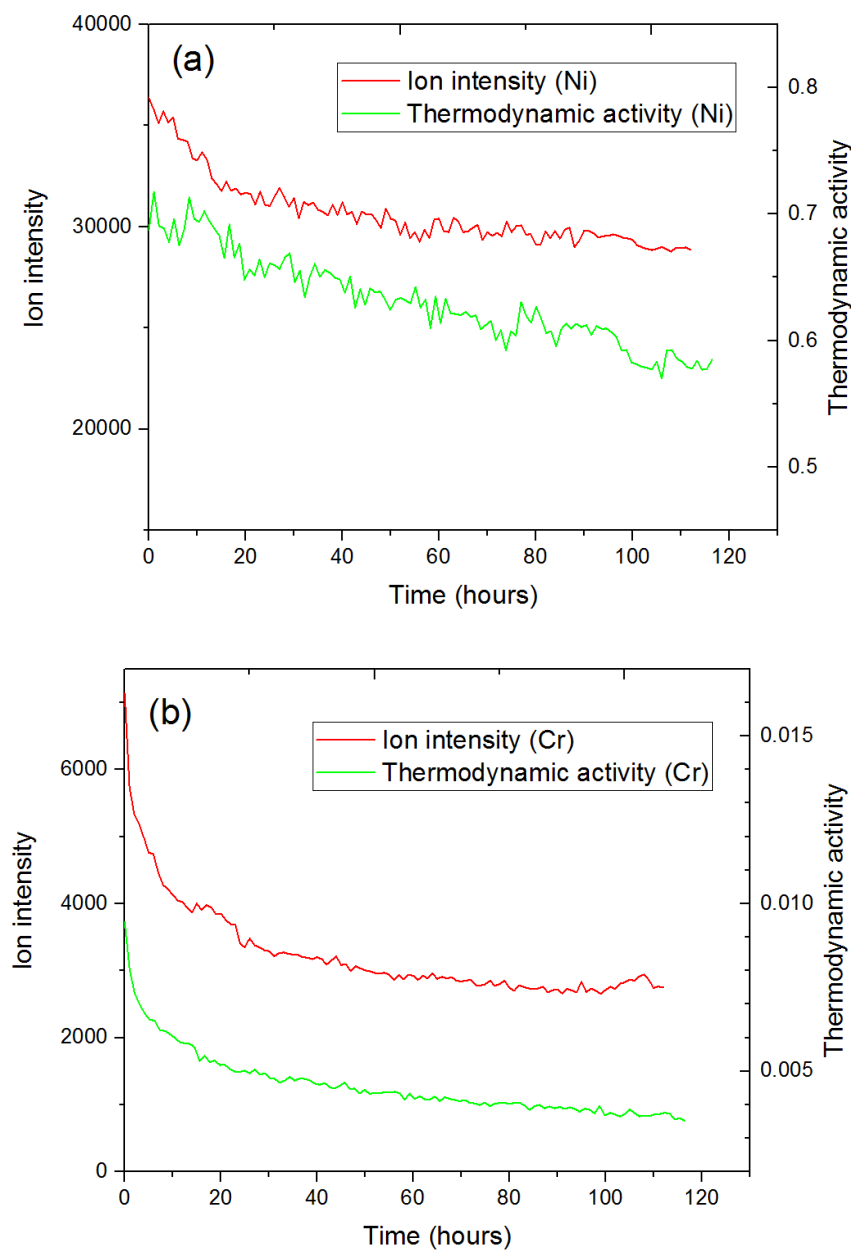 40000
(a)
Ion intensity (Ni)
Thermodynamic activity (Ni)
0.8
30000
0.7
Ion intensity
Thermodynamic activity
0.6
20000
0.5
0 20 40 60 80 100 120
Time (hours)
(b)
Ion intensity (Cr)
Thermodynamic activity (Cr)
0.015
6000
Ion intensity
Thermodynamic activity
4000
0.010
2000
0.005
0
0 20 40 60 80 100 120
Time (hours)